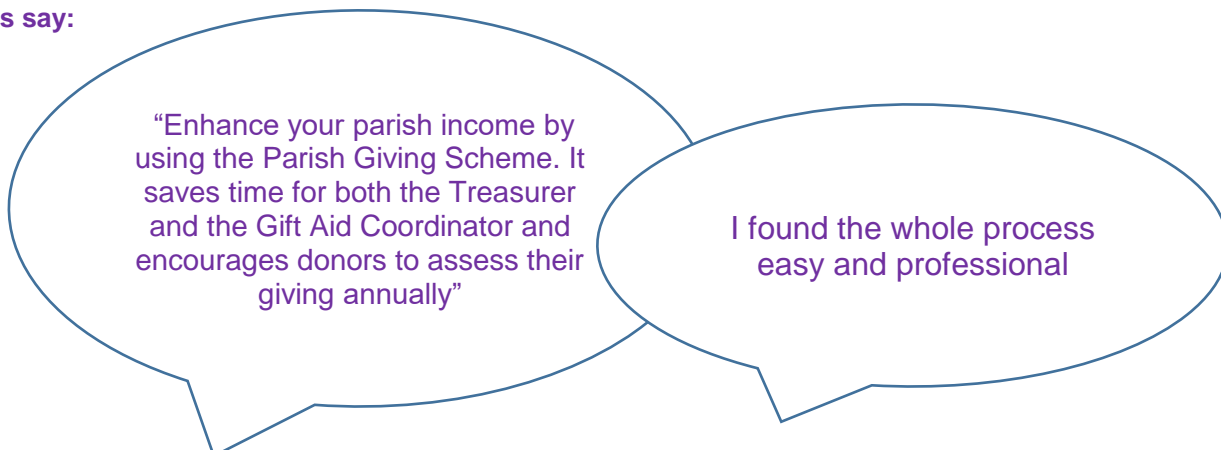 s say:
“Enhance your parish income by
using the Parish Giving Scheme. It
saves time for both the Treasurer
and the Gift Aid Coordinator and
encourages donors to assess their
giving annually”
I found the whole process
easy and professional